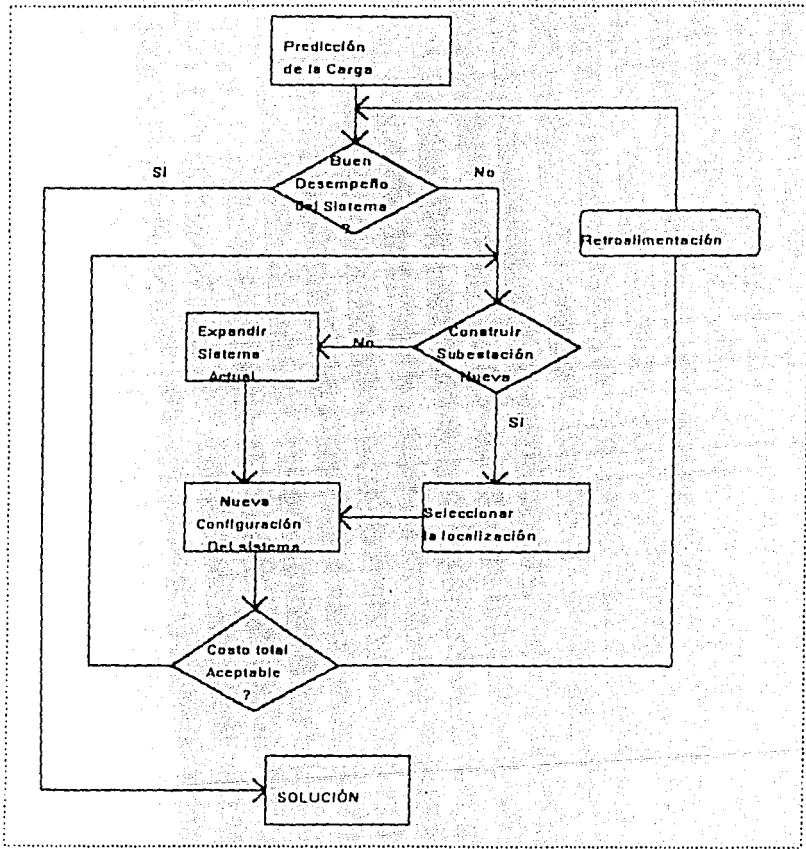 Predicción
de la Carga
Buen
Desempeño
Del Sistema
?
SI
No
Retroalimentación
Construir
Subestación
Nueva
No
Expandir
Sistema
Actual
SI
Seleccionar
la localización
Nueva
Configuración
Del sistema
Costo total
Aceptable
?
SOLUCIÓN